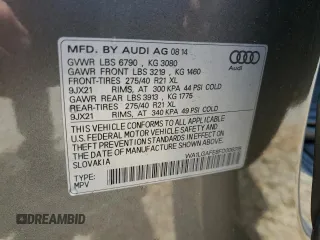 MFD. BY AUDI AG 08 14
GVWR LBS 6790 , KG 3080
GAWR FRONT LBS 3219 , KG 1460
FRONT-TIRES 275/40 R21 XL
9JX21 RIMS, AT 300 KPA 44 PSI COLD
GAWR REAR LBS 3913 , KG 1775
REAR-TIRES 275/40 R21 XL
9JX21 RIMS, AT 340 KPA 49 PSI COLD
THIS VEHICLE CONFORMS TO ALL APPLICABLE
U.S. FEDERAL MOTOR VEHICLE SAFETY, AND
THEFT PREVENTION STANDARDS IN EFFECT
ON THE DATE OF MANUFACTURE SHOWN ABOVE
SLOVAKIA
TYPE:
MPV
Audi
DIREKTBID